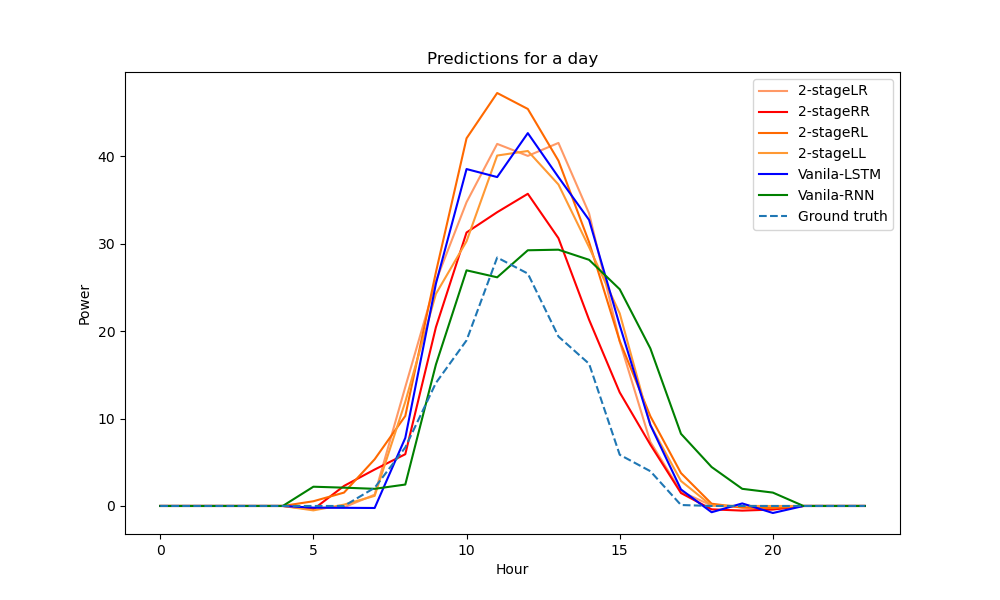 Predictions for a day
2-stageLR
2-stageRR
2-stageRL
2-stageLL
Vanila-LSTM
Vanila-RNN
Ground truth
Power
40
30
20
10
0
0 5 10 15 20
Hour